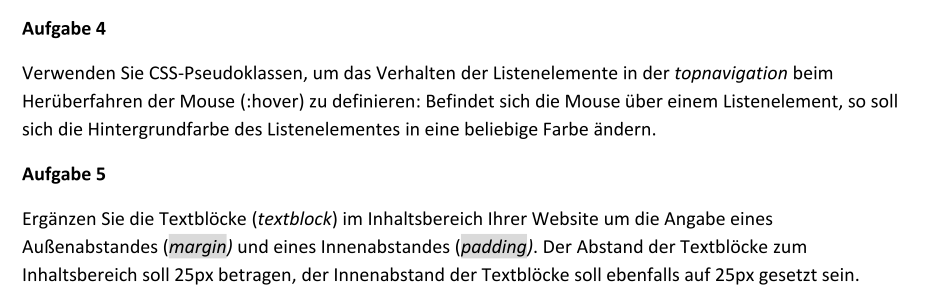 Aufgabe 4
Verwenden Sie CSS-Pseudoklassen, um das Verhalten der Listenelemente in der topnavigation beim
Herüberfahren der Mouse (:hover) zu definieren: Befindet sich die Mouse über einem Listenelement, so soll
sich die Hintergrundfarbe des Listenelementes in eine beliebige Farbe ändern.
Aufgabe 5
Ergänzen Sie die Textblöcke (textblock) im Inhaltsbereich Ihrer Website um die Angabe eines
Außenabstandes (margin) und eines Innenabstandes (padding). Der Abstand der Textblöcke zum
Inhaltsbereich soll 25px betragen, der Innenabstand der Textblöcke soll ebenfalls auf 25px gesetzt sein.